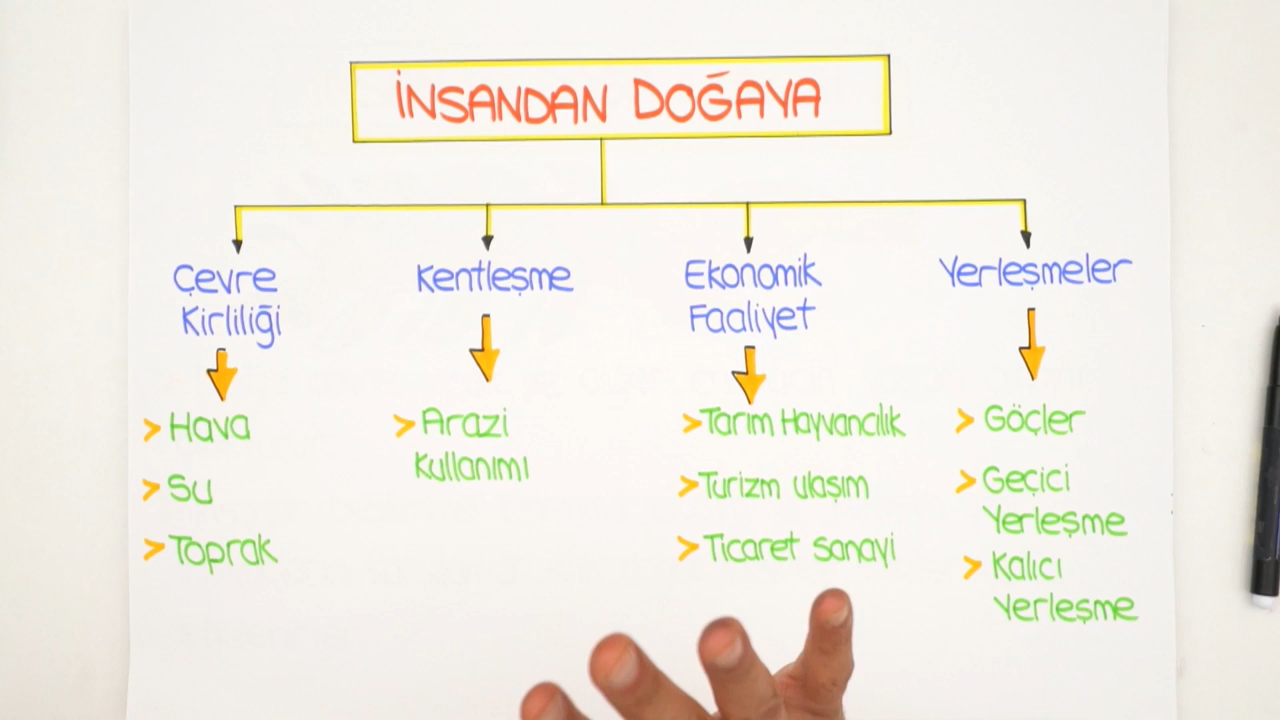 İNSANDAN DOĞAYA
Çevre
Kirliliği
> Hava
> Su
> Toprak
Kentleşme
> Arazi
Kullanımı
Ekonomik
Faaliyet
> Tarım Hayvancılık
> Turizm ulaşım
> Ticaret sanayi
Yerleşmeler
> Göçler
> Geçici
Yerleşme
> Kalıcı
Yerleşme